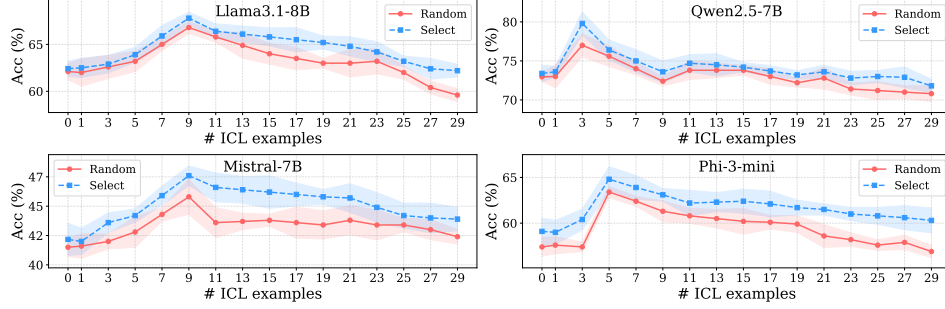 Llama3.1-8B
Random
Select
Acc (%)
65
60
0 1 3 5 7 9 11 13 15 17 19 21 23 25 27 29
# ICL examples
Qwen2.5-7B
Random
Select
Acc (%)
80
75
70
0 1 3 5 7 9 11 13 15 17 19 21 23 25 27 29
# ICL examples
Mistral-7B
Random
Select
Acc (%)
47
45
42
40
0 1 3 5 7 9 11 13 15 17 19 21 23 25 27 29
# ICL examples
Phi-3-mini
Random
Select
Acc (%)
65
60
0 1 3 5 7 9 11 13 15 17 19 21 23 25 27 29
# ICL examples